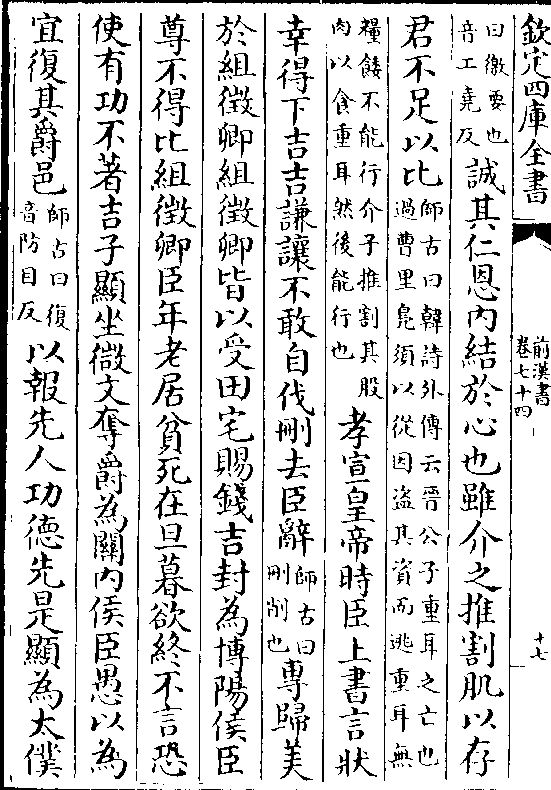 欽定四庫全書
前漢書
卷七十四
十七
曰徼要也
音工堯反
誠其仁恩內結於心也雖介之推割肌以存
君不足以比
師古曰韓詩外傳云晉公子重耳之亡也
過曹里鳧須以從因盜其資而逃重耳無
糧餧不能行介子推割其股
肉以食重耳然後能行也
孝宣皇帝時臣上書言狀
幸得下吉吉謙讓不敢自伐刪去臣辭
師古曰
刪削也
專歸美
於組徵卿組徵卿皆以受田宅賜錢吉封為博陽侯臣
尊不得比組徵卿臣年老居貧死在旦暮欲終不言恐
使有功不著吉子顯坐微文奪爵為關內侯臣愚以為
宜復其爵邑
師古曰復
音防目反
以報先人功德先是顯為太僕